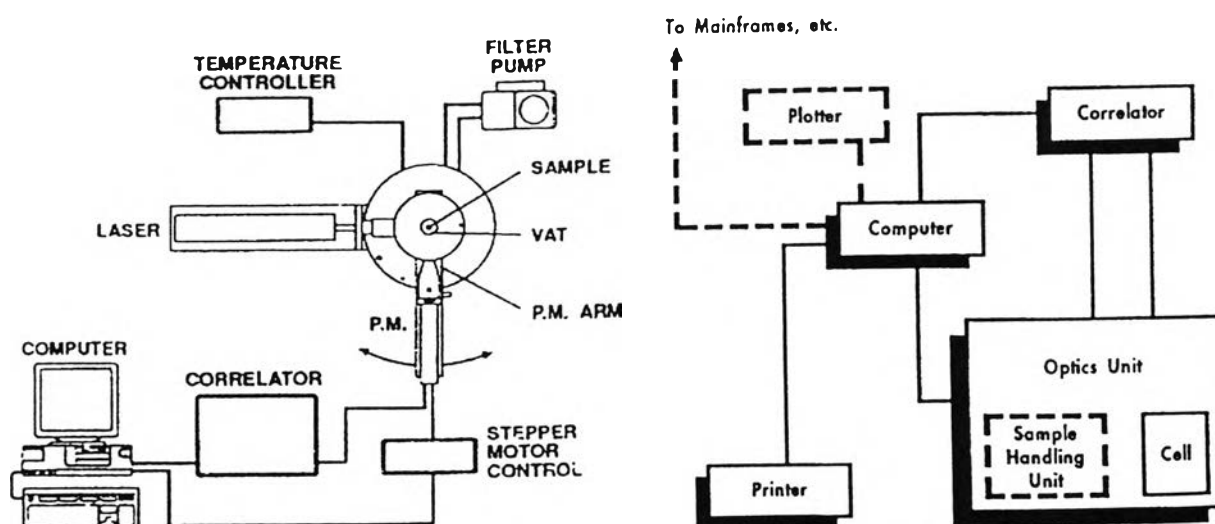 TEMPERATURE
CONTROLLER
FILTER
PUMP
SAMPLE
LASER
VAT
P.M. ARM
P.M.
COMPUTER
CORRELATOR
STEPPER
MOTOR
CONTROL
To Mainframes, etc.
Plotter
Correlator
Computer
Optics Unit
Sample
Handling
Unit
Cell
Printer